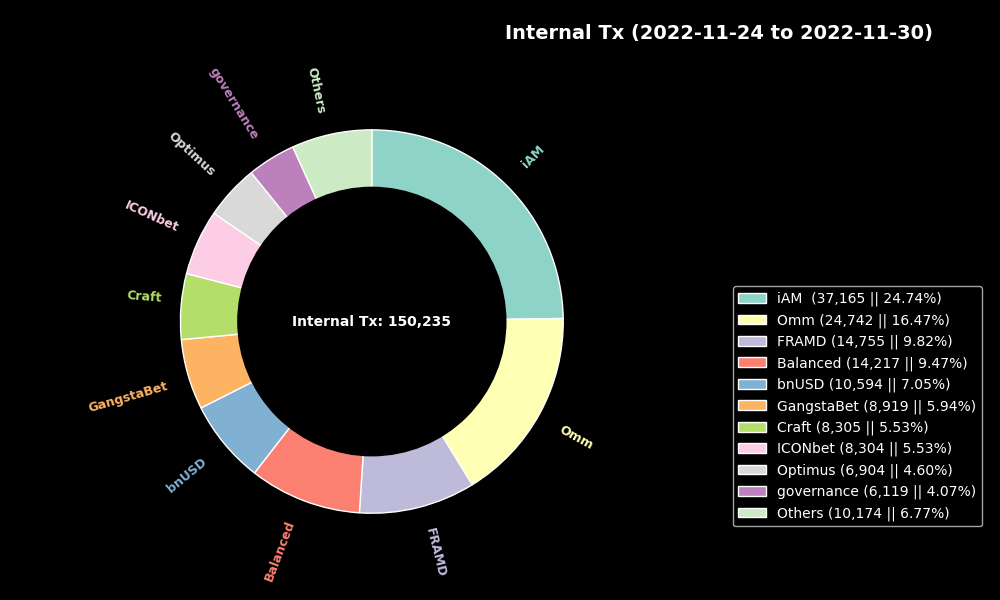 Internal Tx (2022-11-24 to 2022-11-30)
Others
governance
Optimus
ICONbet
Craft
GangstaBet
bnUSD
Balanced
FRAMD
Omm
iAM
Internal Tx: 150,235
iAM  (37,165 || 24.74%)
Omm (24,742 || 16.47%)
FRAMD (14,755 || 9.82%)
Balanced (14,217 || 9.47%)
bnUSD (10,594 || 7.05%)
GangstaBet (8,919 || 5.94%)
Craft (8,305 || 5.53%)
ICONbet (8,304 || 5.53%)
Optimus (6,904 || 4.60%)
governance (6,119 || 4.07%)
Others (10,174 || 6.77%)